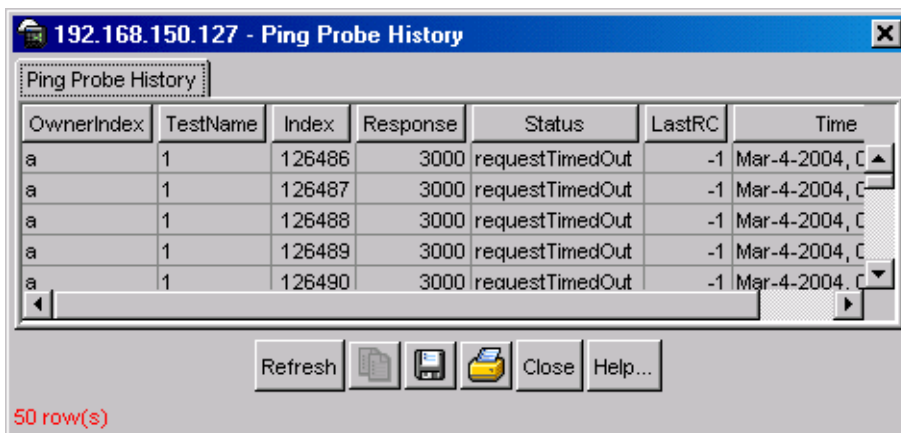 192.168.150.127 - Ping Probe History
Ping Probe History
OwnerIndex TestName Index Response Status LastRC Time
a 1 126486 3000 requestTimedOut -1 Mar-4-2004,
a 1 126487 3000 requestTimedOut -1 Mar-4-2004,
a 1 126488 3000 requestTimedOut -1 Mar-4-2004,
a 1 126489 3000 requestTimedOut -1 Mar-4-2004,
a 1 126490 3000 requestTimedOut -1 Mar-4-2004,
Refresh Close Help...
50 row(s)